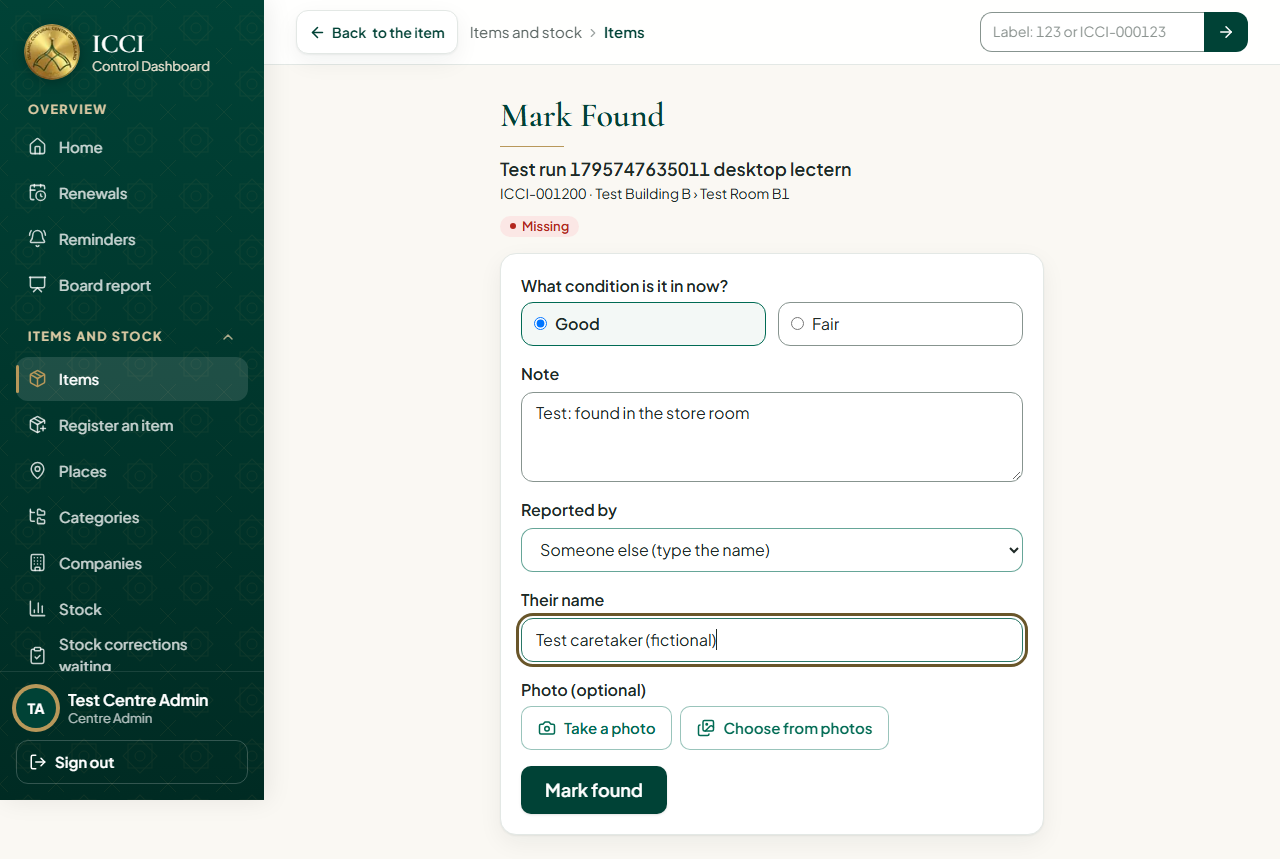 ICCI
Control Dashboard
OVERVIEW
Home
Renewals
Reminders
Board report
ITEMS AND STOCK
Items
Register an item
Places
Categories
Companies
Stock
Stock corrections
waiting
TA
Test Centre Admin
Centre Admin
Sign out
Back to the item
Items and stock › Items
Label: 123 or ICCI-000123
Mark Found
Test run 1795747635011 desktop lectern
ICCI-001200 · Test Building B › Test Room B1
Missing
What condition is it in now?
Good
Fair
Note
Test: found in the store room
Reported by
Someone else (type the name)
Their name
Test caretaker (fictional)
Photo (optional)
Take a photo
Choose from photos
Mark found